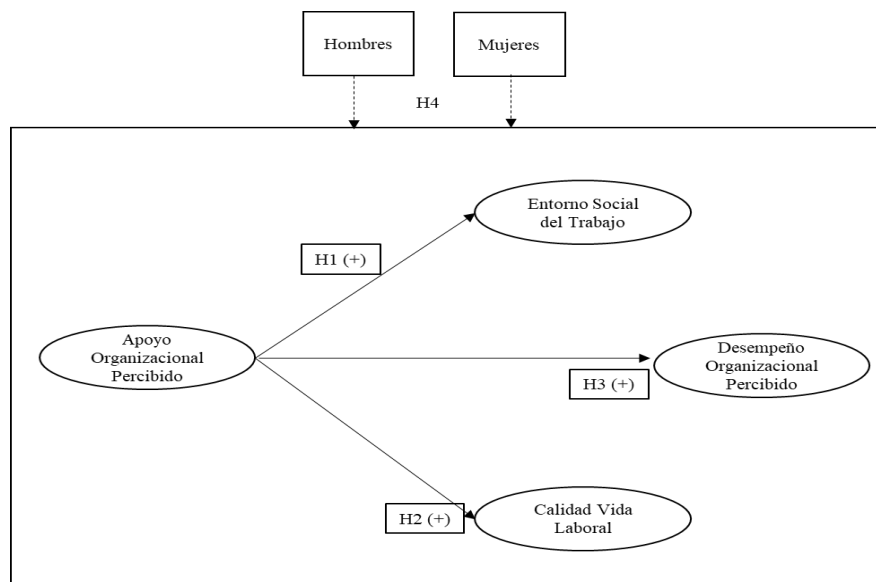 Hombres
Mujeres
H4
Entorno Social
del Trabajo
H1 (+)
Apoyo
Organizacional
Percibido
Desempeño
Organizacional
Percibido
H3 (+)
H2 (+)
Calidad Vida
Laboral